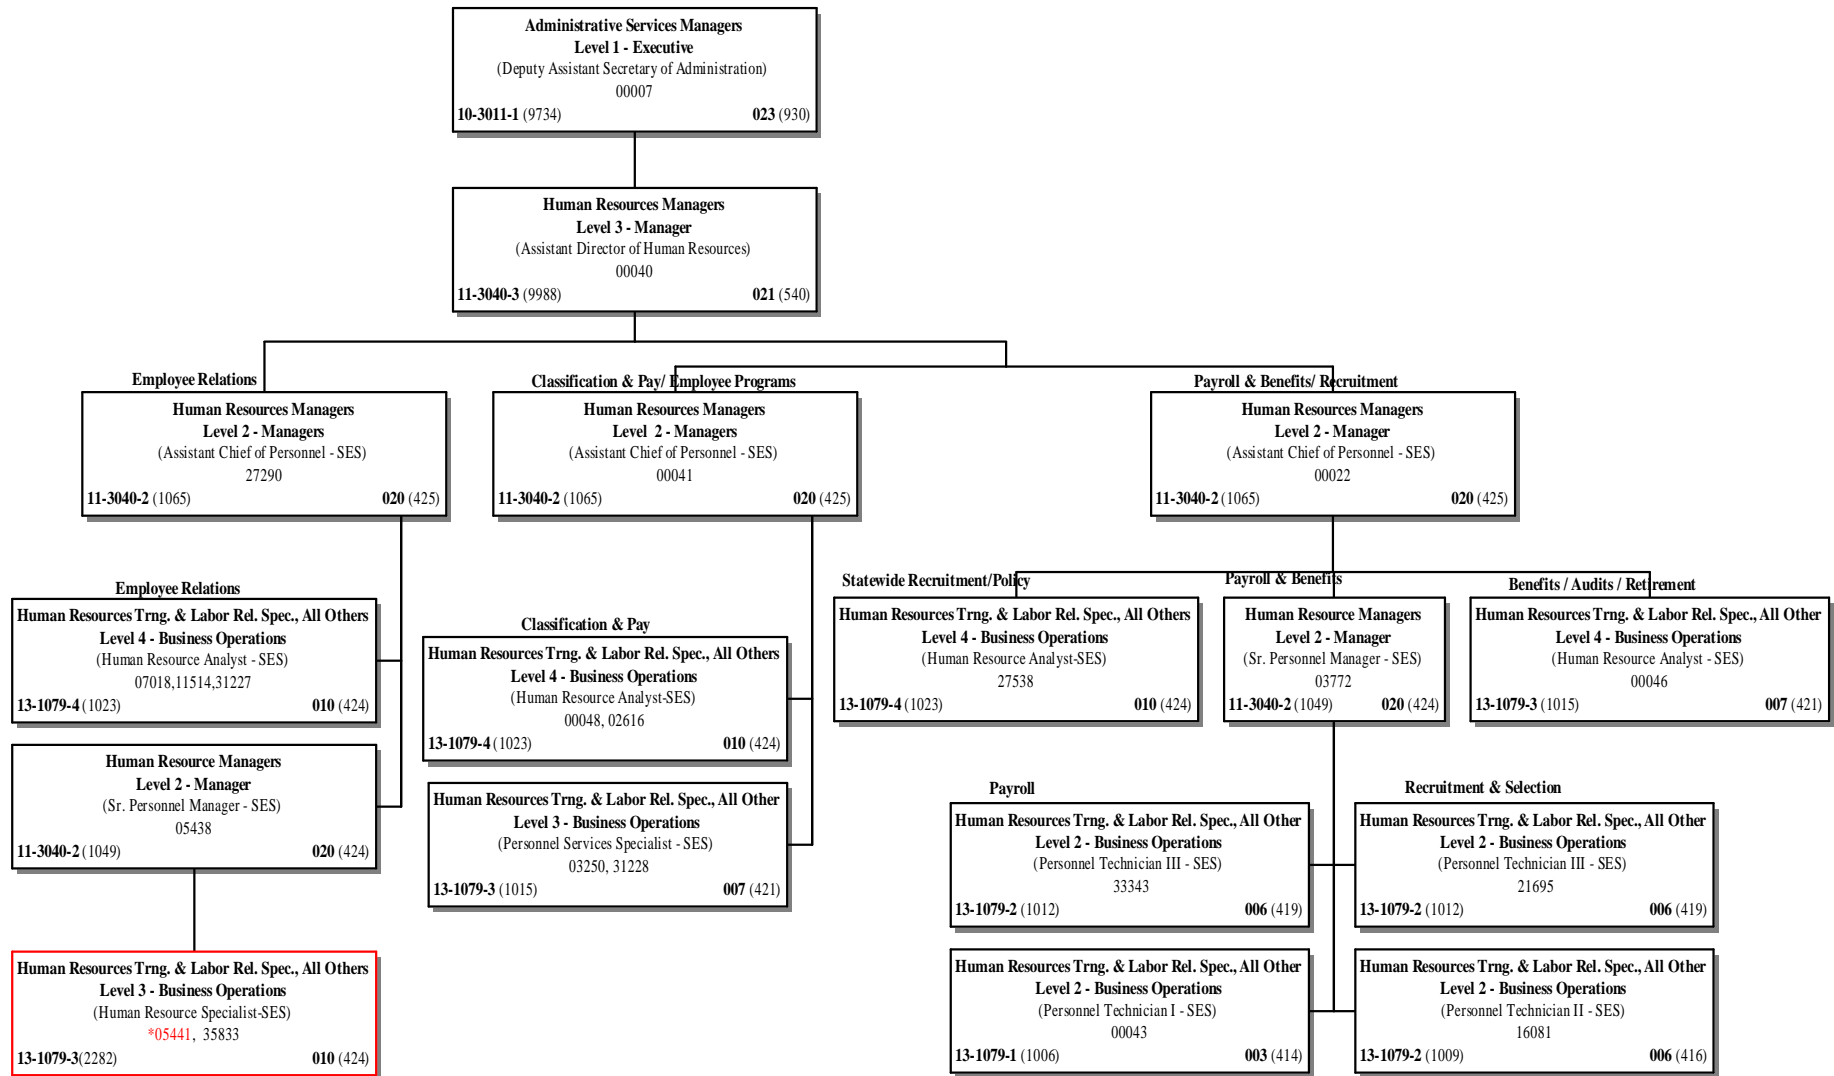 Administrative Services Managers
Level 1 - Executive
(Deputy Assistant Secretary of Administration)
00007
10-3011-1 (9734) 023 (930)
Human Resources Managers
Level 3 - Manager
(Assistant Director of Human Resources)
00040
11-3040-3 (9988) 021 (540)
Employee Relations
Human Resources Managers
Level 2 - Managers
(Assistant Chief of Personnel - SES)
27290
11-3040-2 (1065) 020 (425)
Classification & Pay/ Employee Programs
Human Resources Managers
Level 2 - Managers
(Assistant Chief of Personnel - SES)
00041
11-3040-2 (1065) 020 (425)
Payroll & Benefits/ Recruitment
Human Resources Managers
Level 2 - Manager
(Assistant Chief of Personnel - SES)
00022
11-3040-2 (1065) 020 (425)
Employee Relations
Human Resources Trng. & Labor Rel. Spec., All Others
Level 4 - Business Operations
(Human Resource Analyst - SES)
07018,11514,31227
13-1079-4 (1023) 010 (424)
Human Resource Managers
Level 2 - Manager
(Sr. Personnel Manager - SES)
05438
11-3040-2 (1049) 020 (424)
Human Resources Trng. & Labor Rel. Spec., All Others
Level 3 - Business Operations
(Human Resource Specialist-SES)
*05441, 35833
13-1079-3(2282) 010 (424)
Classification & Pay
Human Resources Trng. & Labor Rel. Spec., All Others
Level 4 - Business Operations
(Human Resource Analyst-SES)
00048, 02616
13-1079-4 (1023) 010 (424)
Human Resources Trng. & Labor Rel. Spec., All Other
Level 3 - Business Operations
(Personnel Services Specialist - SES)
03250, 31228
13-1079-3 (1015) 007 (421)
Statewide Recruitment/Policy
Human Resources Trng. & Labor Rel. Spec., All Others
Level 4 - Business Operations
(Human Resource Analyst-SES)
27538
13-1079-4 (1023) 010 (424)
Payroll & Benefits
Human Resource Managers
Level 2 - Manager
(Sr. Personnel Manager - SES)
03772
11-3040-2 (1049) 020 (424)
Benefits / Audits / Retirement
Human Resources Trng. & Labor Rel. Spec., All Other
Level 3 - Business Operations
(Human Resource Analyst - SES)
00046
13-1079-3 (1015) 007 (421)
Payroll
Human Resources Trng. & Labor Rel. Spec., All Other
Level 2 - Business Operations
(Personnel Technician III - SES)
33343
13-1079-2 (1012) 006 (419)
Recruitment & Selection
Human Resources Trng. & Labor Rel. Spec., All Other
Level 2 - Business Operations
(Personnel Technician III - SES)
21695
13-1079-2 (1012) 006 (419)
Human Resources Trng. & Labor Rel. Spec., All Other
Level 2 - Business Operations
(Personnel Technician I - SES)
00043
13-1079-1 (1006) 003 (414)
Human Resources Trng. & Labor Rel. Spec., All Other
Level 2 - Business Operations
(Personnel Technician II - SES)
16081
13-1079-2 (1009) 006 (416)